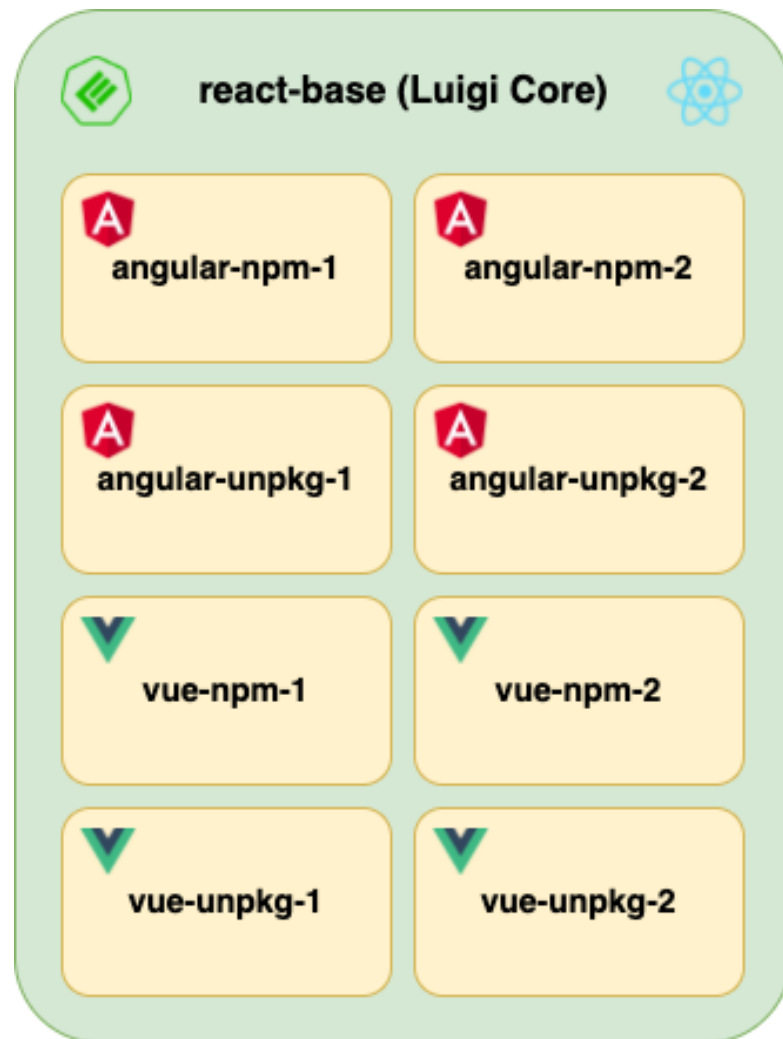 react-base (Luigi Core)
angular-npm-1
angular-npm-2
angular-unpkg-1
angular-unpkg-2
vue-npm-1
vue-npm-2
vue-unpkg-1
vue-unpkg-2